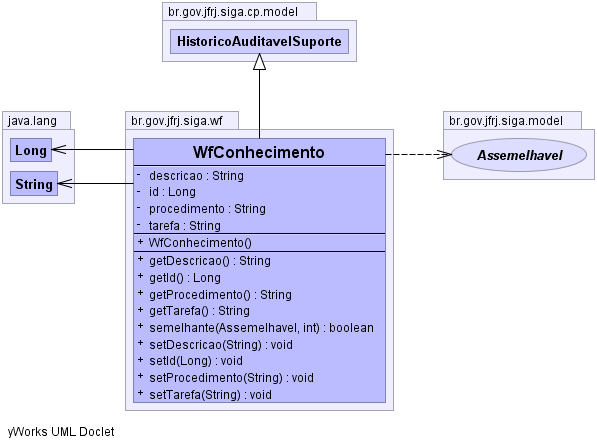 br.gov.jfrj.siga.cp.model
HistoricoAuditavelSuporte
java.lang
Long
String
br.gov.jfrj.siga.wf
WfConhecimento
- descricao : String
- id : Long
- procedimento : String
- tarefa : String
+ WfConhecimento()
+ getDescricao() : String
+ getId() : Long
+ getProcedimento() : String
+ getTarefa() : String
+ semelhante(Assemelhavel, int) : boolean
+ setDescricao(String) : void
+ setId(Long) : void
+ setProcedimento(String) : void
+ setTarefa(String) : void
br.gov.jfrj.siga.model
Assemelhavel
yWorks UML Doclet